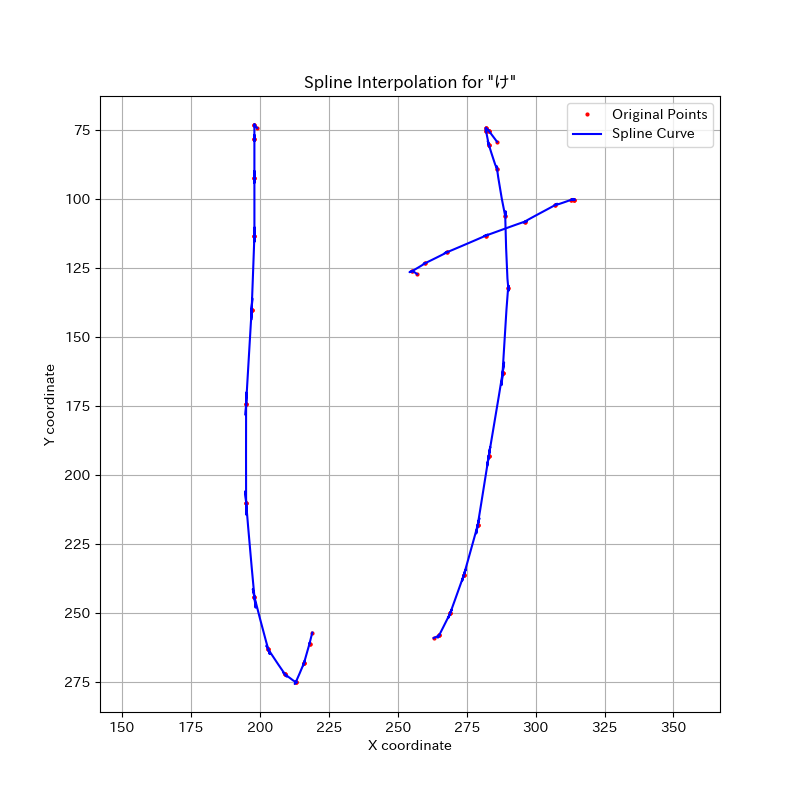 Spline Interpolation for "け"
Original Points
Spline Curve
Y coordinate
75
100
125
150
175
200
225
250
275
け
150 175 200 225 250 275 300 325 350
X coordinate